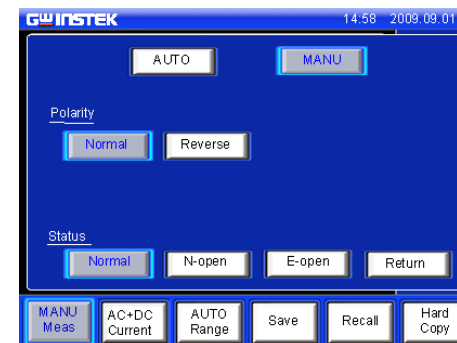 GWINSTEK 14:58 2009.09.01
AUTO MANU
Polarity
Normal Reverse
Status
Normal N-open E-open Return
MANU Meas AC+DC Current AUTO Range Save Recall Hard Copy